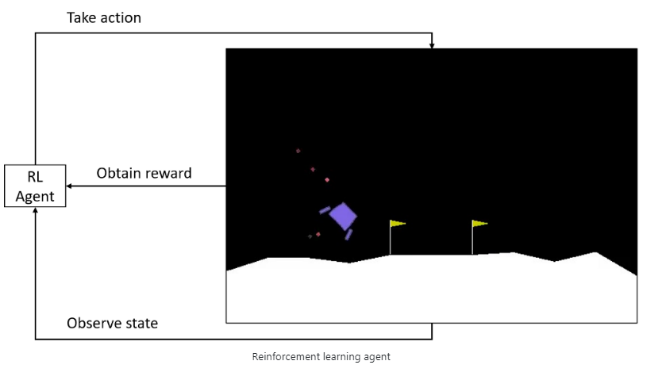 Take action
RL
Agent
Obtain reward
Observe state
Reinforcement learning agent